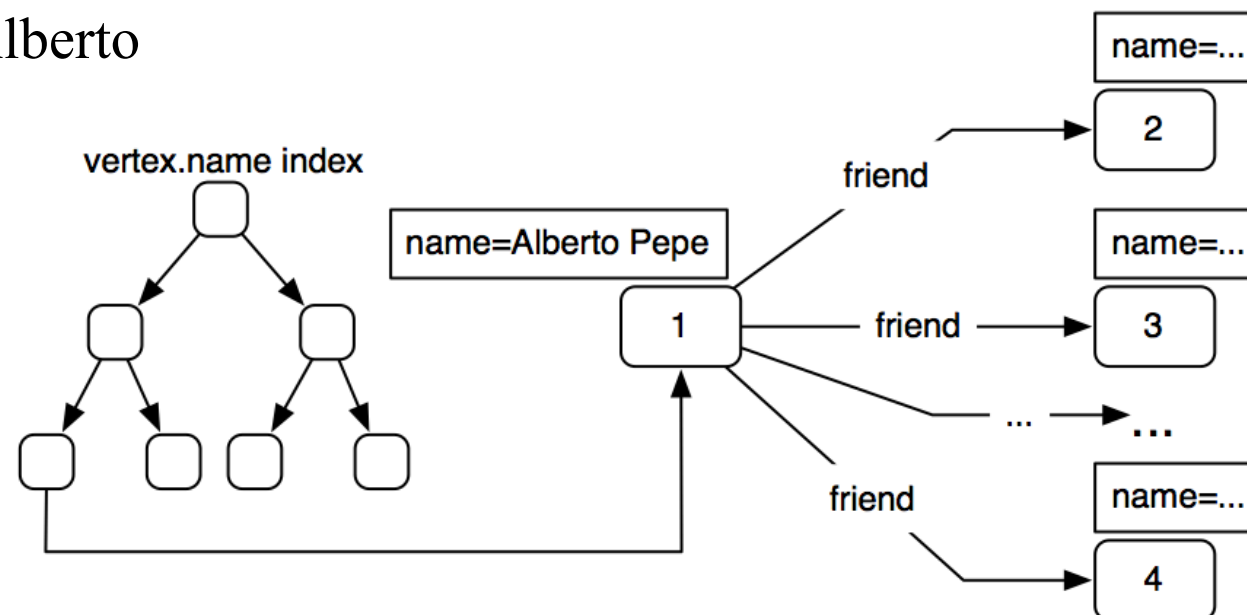 lberto
vertex.name index
name=Alberto Pepe
1
friend
friend
...
friend
name=...
2
name=...
3
...
name=...
4